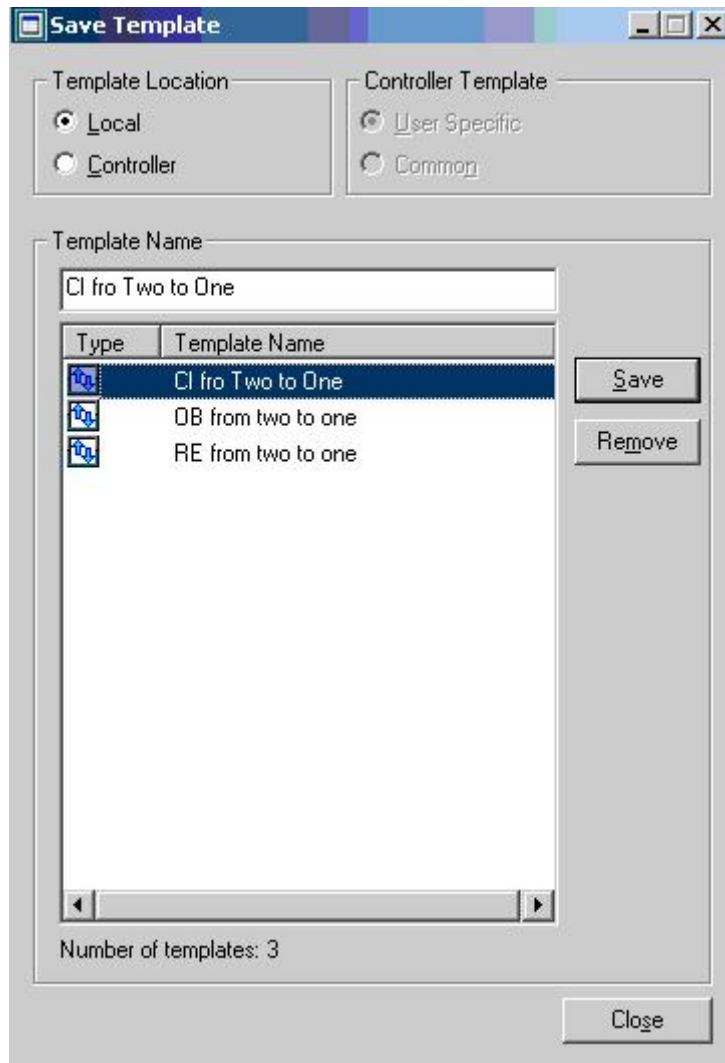 Save Template
Template Location
Controller Template
Local
User Specific
Controller
Common
Template Name
CI fro Two to One
Type Template Name
CI fro Two to One
Save
OB from two to one
RE from two to one
Remove
Number of templates: 3
Close